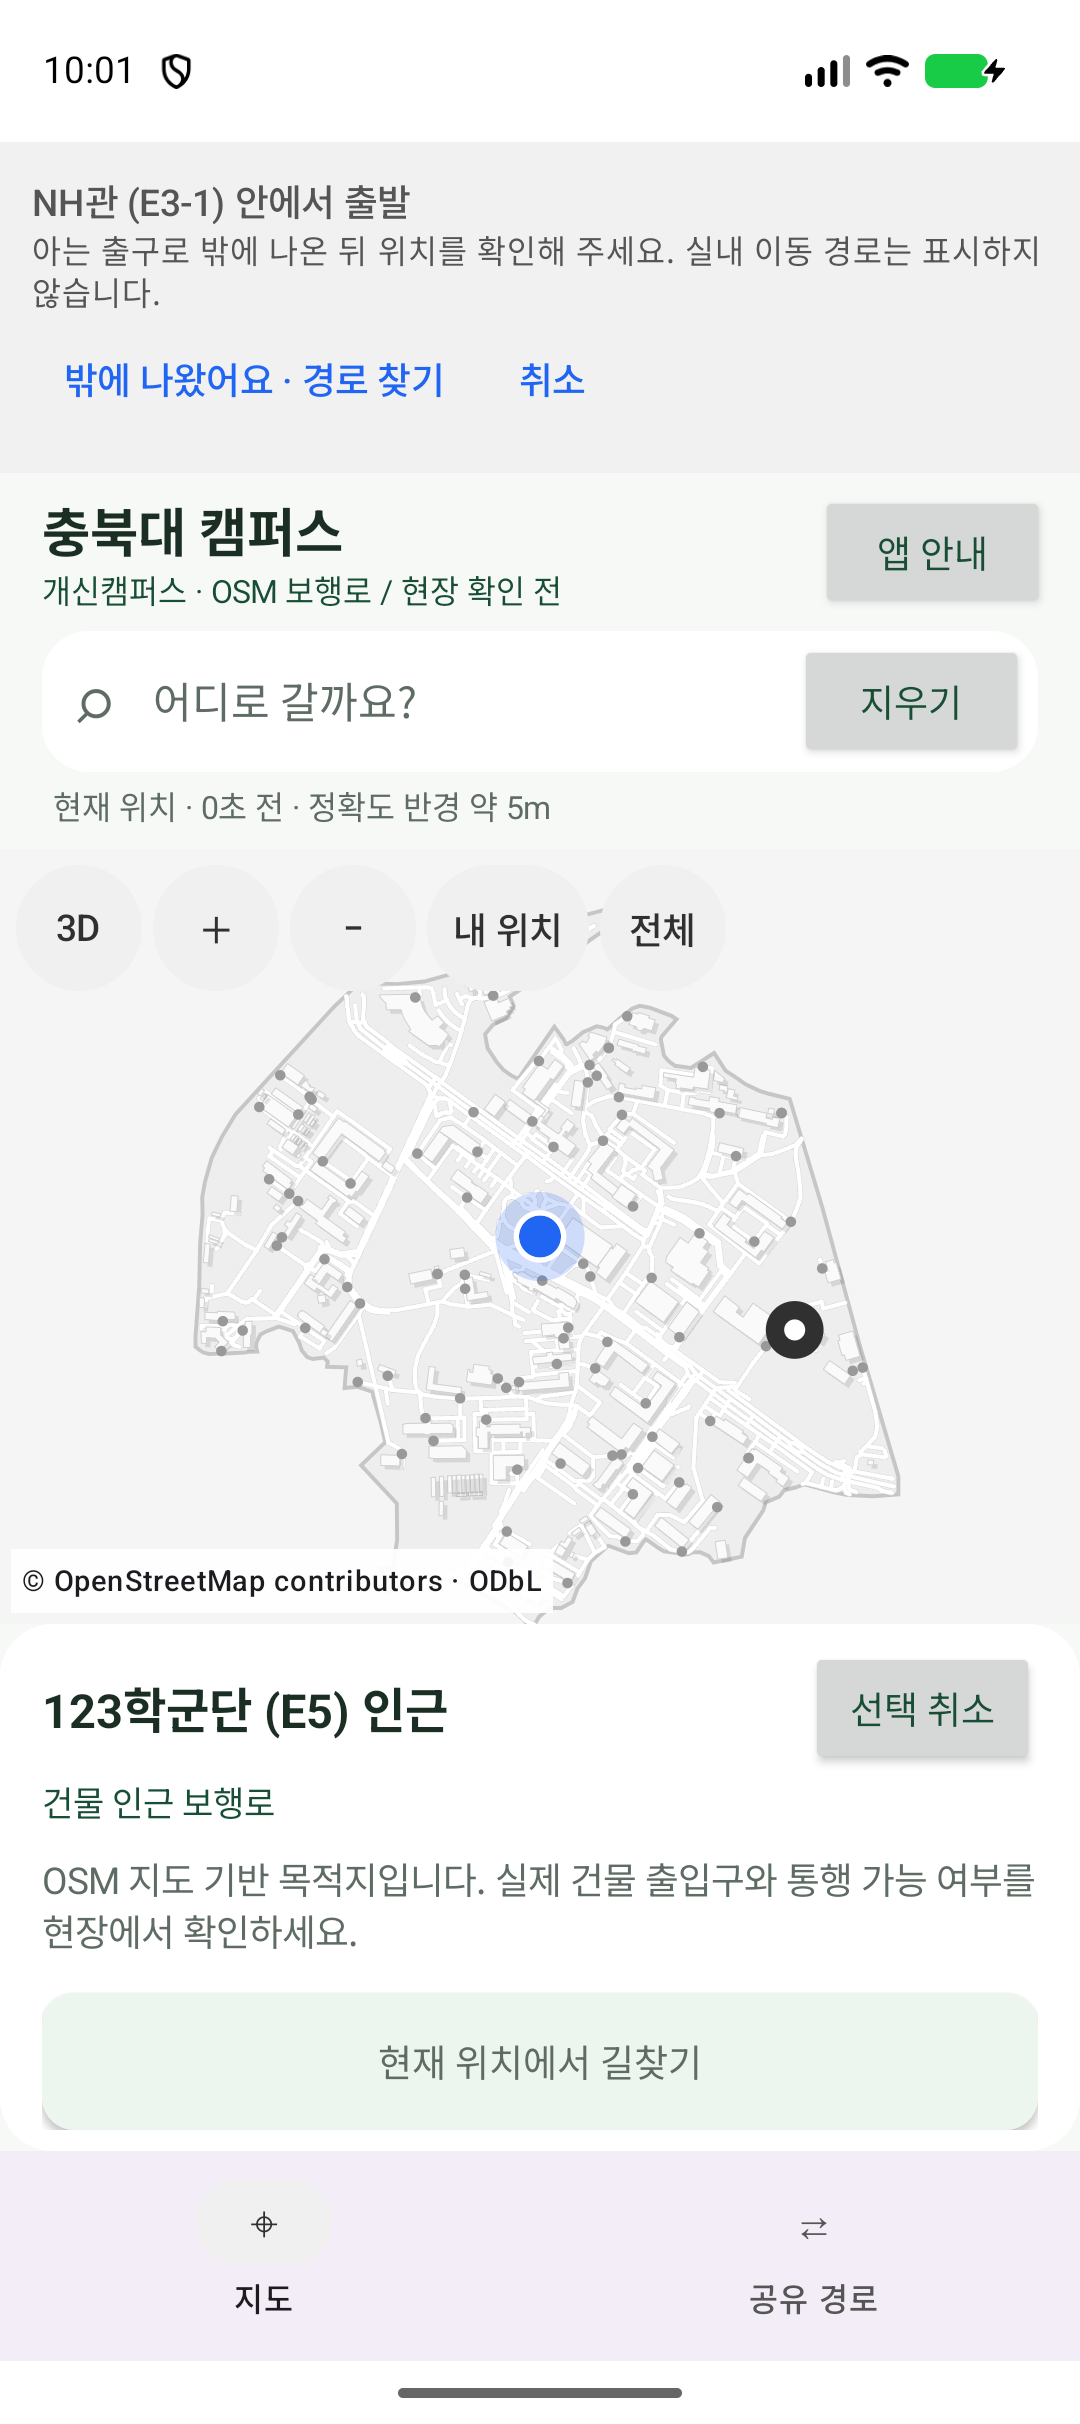 10:01
NH관 (E3-1) 안에서 출발
아는 출구로 밖에 나온 뒤 위치를 확인해 주세요. 실내 이동 경로는 표시하지
않습니다.
밖에 나왔어요 · 경로 찾기
취소
충북대 캠퍼스
개신캠퍼스 · OSM 보행로 / 현장 확인 전
앱 안내
어디로 갈까요?
지우기
현재 위치 · 0초 전 · 정확도 반경 약 5m
3D
+
-
내 위치
전체
© OpenStreetMap contributors · ODbL
123학군단 (E5) 인근
선택 취소
건물 인근 보행로
OSM 지도 기반 목적지입니다. 실제 건물 출입구와 통행 가능 여부를
현장에서 확인하세요.
현재 위치에서 길찾기
지도
공유 경로